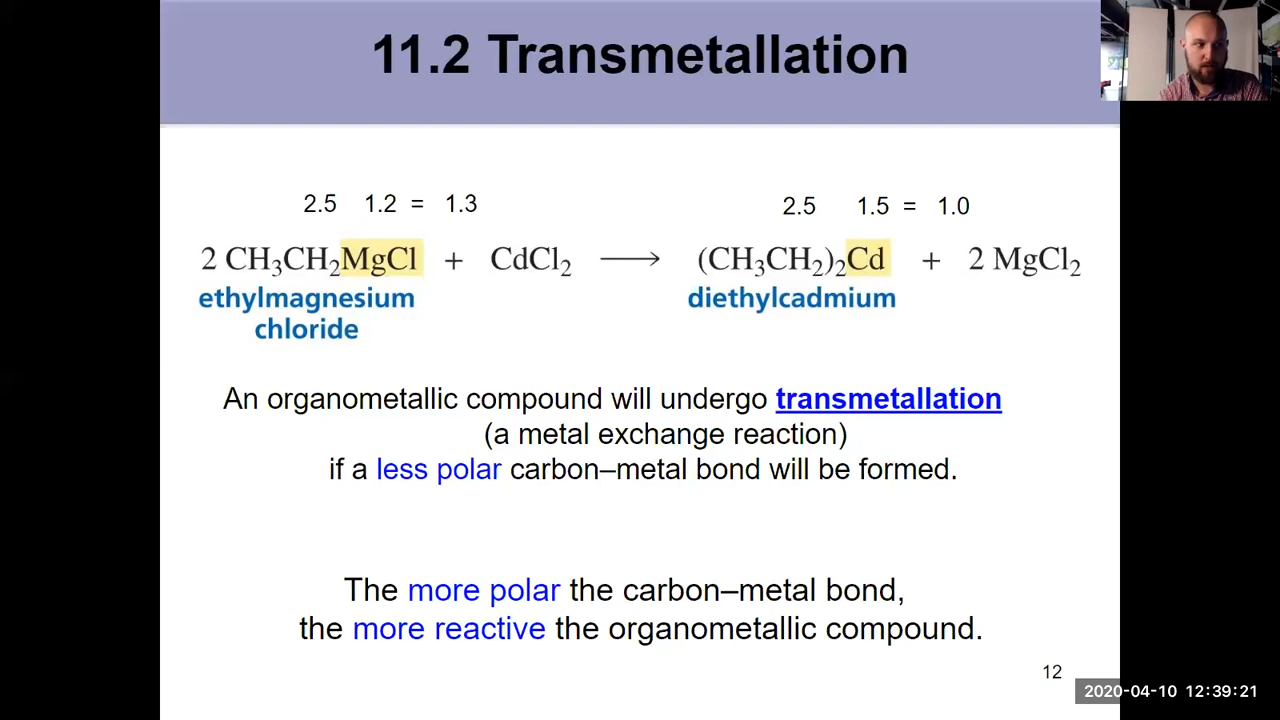 11.2 Transmetallation
2.5 1.2 = 1.3 2.5 1.5 = 1.0
2 CH₃CH₂MgCl + CdCl₂ ⟶ (CH₃CH₂)₂Cd + 2 MgCl₂
ethylmagnesium diethylcadmium
chloride
An organometallic compound will undergo transmetallation
(a metal exchange reaction)
if a less polar carbon–metal bond will be formed.
The more polar the carbon–metal bond,
the more reactive the organometallic compound.
12
2020-04-10 12:39:21